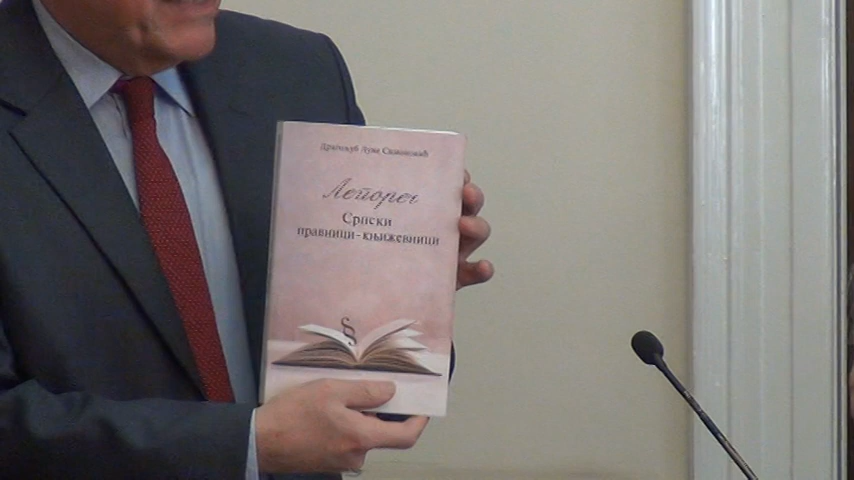 Лепореч
Српски
правници-књижевници
§